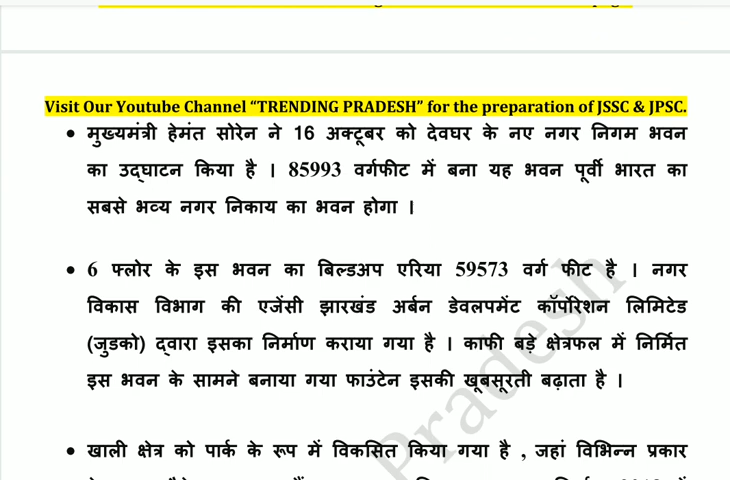 Visit Our Youtube Channel “TRENDING PRADESH” for the preparation of JSSC & JPSC.
• मुख्यमंत्री हेमंत सोरेन ने 16 अक्टूबर को देवघर के नए नगर निगम भवन
का उद्घाटन किया है । 85993 वर्गफीट में बना यह भवन पूर्वी भारत का
सबसे भव्य नगर निकाय का भवन होगा ।
• 6 फ्लोर के इस भवन का बिल्डअप एरिया 59573 वर्ग फीट है । नगर
विकास विभाग की एजेंसी झारखंड अर्बन डेवलपमेंट कॉर्पोरेशन लिमिटेड
(जुडको) द्वारा इसका निर्माण कराया गया है । काफी बड़े क्षेत्रफल में निर्मित
इस भवन के सामने बनाया गया फाउंटेन इसकी खूबसूरती बढ़ाता है ।
• खाली क्षेत्र को पार्क के रूप में विकसित किया गया है , जहां विभिन्न प्रकार
Pradesh